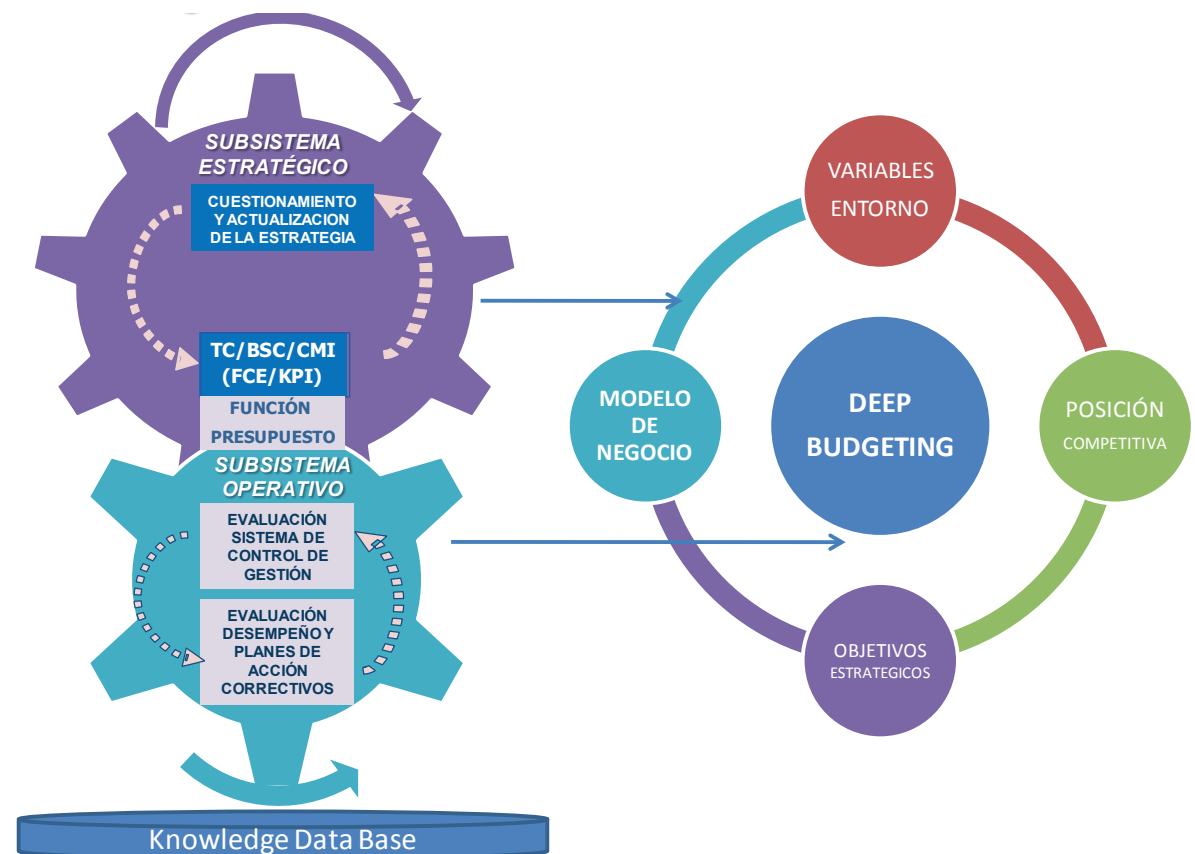 SUBSISTEMA
ESTRATÉGICO
CUESTIONAMIENTO
Y ACTUALIZACION
DE LA ESTRATEGIA
TC/BSC/CMI
(FCE/KPI)
FUNCIÓN
PRESUPUESTO
SUBSISTEMA
OPERATIVO
EVALUACIÓN
SISTEMA DE
CONTROL DE
GESTIÓN
EVALUACIÓN
DESEMPEÑO Y
PLANES DE
ACCIÓN
CORRECTIVOS
Knowledge Data Base
VARIABLES
ENTORNO
MODELO
DE
NEGOCIO
DEEP
BUDGETING
POSICIÓN
COMPETITIVA
OBJETIVOS
ESTRATEGICOS